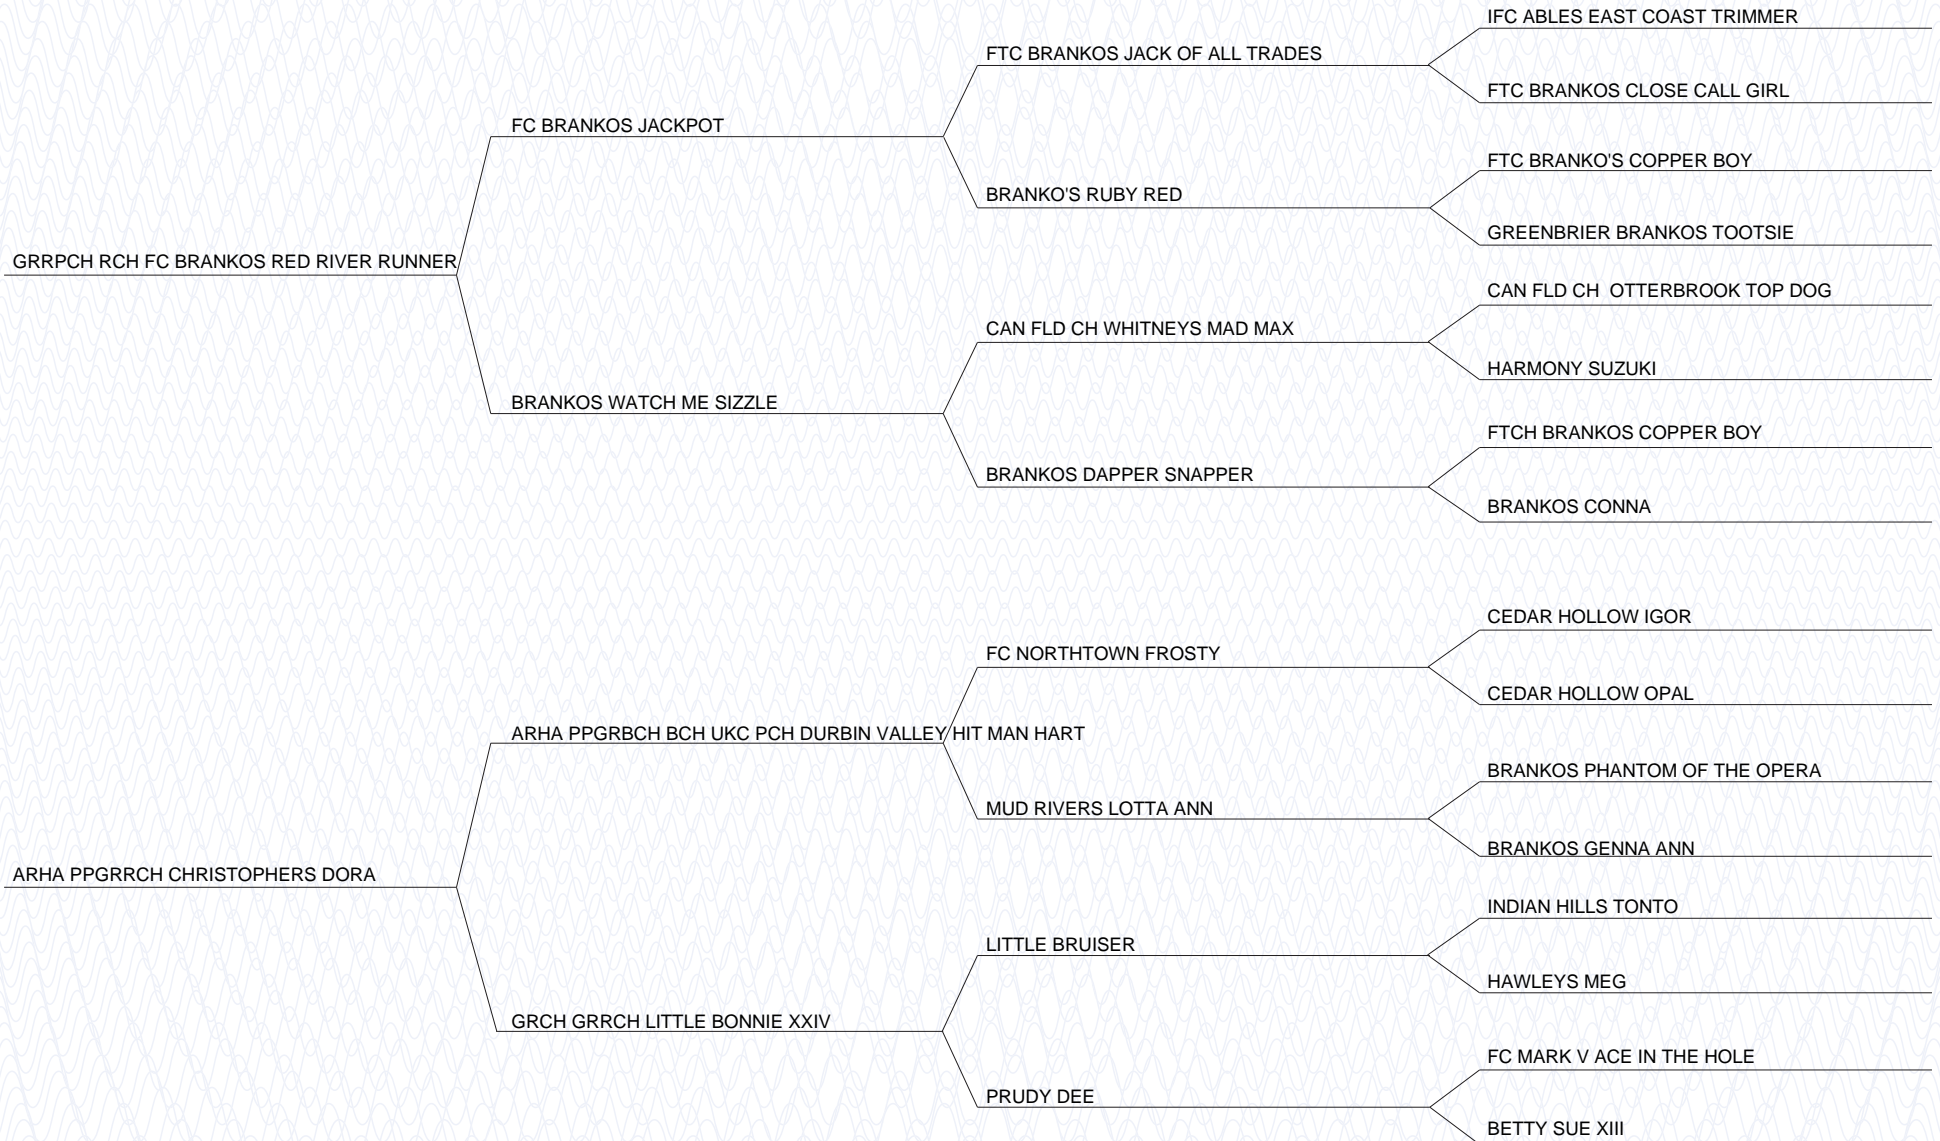 IFC ABLES EAST COAST TRIMMER
FTC BRANKOS JACK OF ALL TRADES
FTC BRANKOS CLOSE CALL GIRL
FC BRANKOS JACKPOT
FTC BRANKO'S COPPER BOY
BRANKO'S RUBY RED
GREENBRIER BRANKOS TOOTSIE
GRRPCH RCH FC BRANKOS RED RIVER RUNNER
CAN FLD CH  OTTERBROOK TOP DOG
CAN FLD CH WHITNEYS MAD MAX
HARMONY SUZUKI
BRANKOS WATCH ME SIZZLE
FTCH BRANKOS COPPER BOY
BRANKOS DAPPER SNAPPER
BRANKOS CONNA
CEDAR HOLLOW IGOR
FC NORTHTOWN FROSTY
CEDAR HOLLOW OPAL
ARHA PPGRBCH BCH UKC PCH DURBIN VALLEY HIT MAN HART
BRANKOS PHANTOM OF THE OPERA
MUD RIVERS LOTTA ANN
BRANKOS GENNA ANN
ARHA PPGRRCH CHRISTOPHERS DORA
INDIAN HILLS TONTO
LITTLE BRUISER
HAWLEYS MEG
GRCH GRRCH LITTLE BONNIE XXIV
FC MARK V ACE IN THE HOLE
PRUDY DEE
BETTY SUE XIII